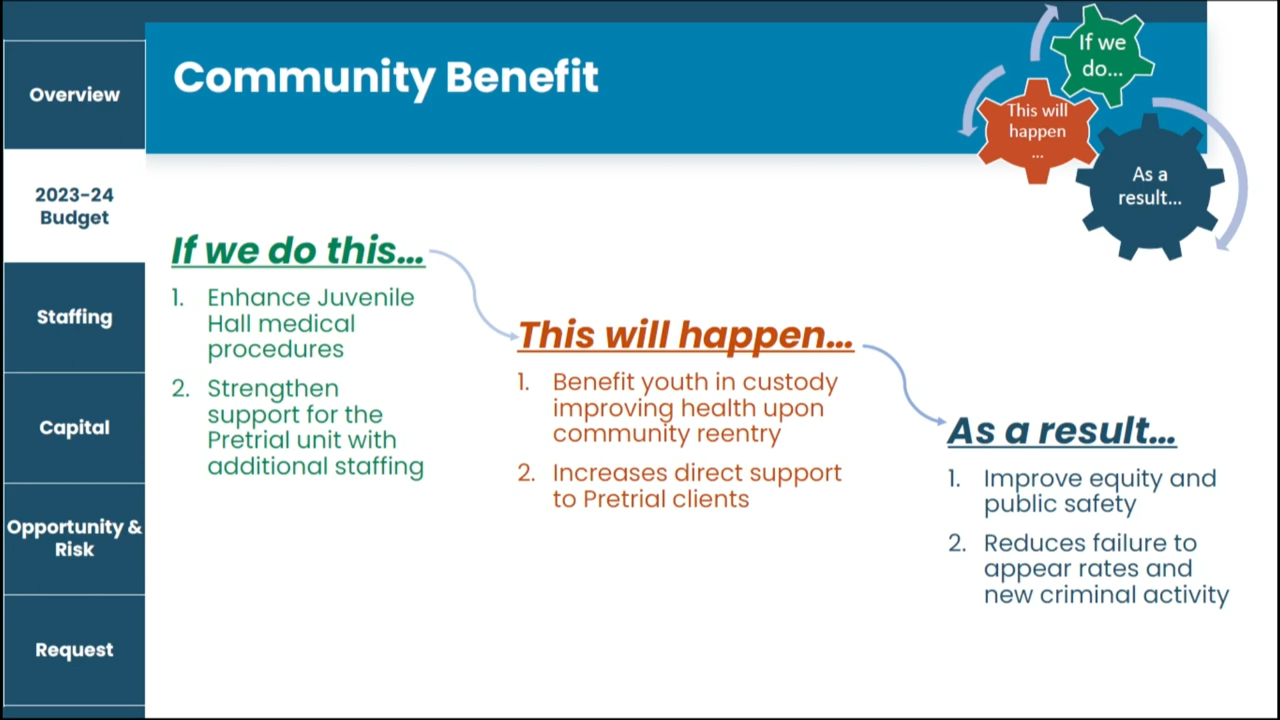 Community Benefit
If we
do...
This will
happen
...
As a
result...
Overview
2023-24
Budget
Staffing
Capital
Opportunity &
Risk
Request
If we do this...
1. Enhance Juvenile
Hall medical
procedures
2. Strengthen
support for the
Pretrial unit with
additional staffing
This will happen...
1. Benefit youth in custody
improving health upon
community reentry
2. Increases direct support
to Pretrial clients
As a result...
1. Improve equity and
public safety
2. Reduces failure to
appear rates and
new criminal activity